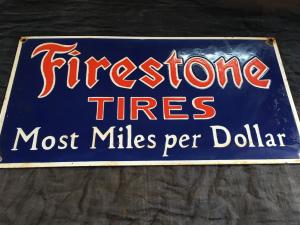 Firestone
TIRES
Most Miles per Dollar